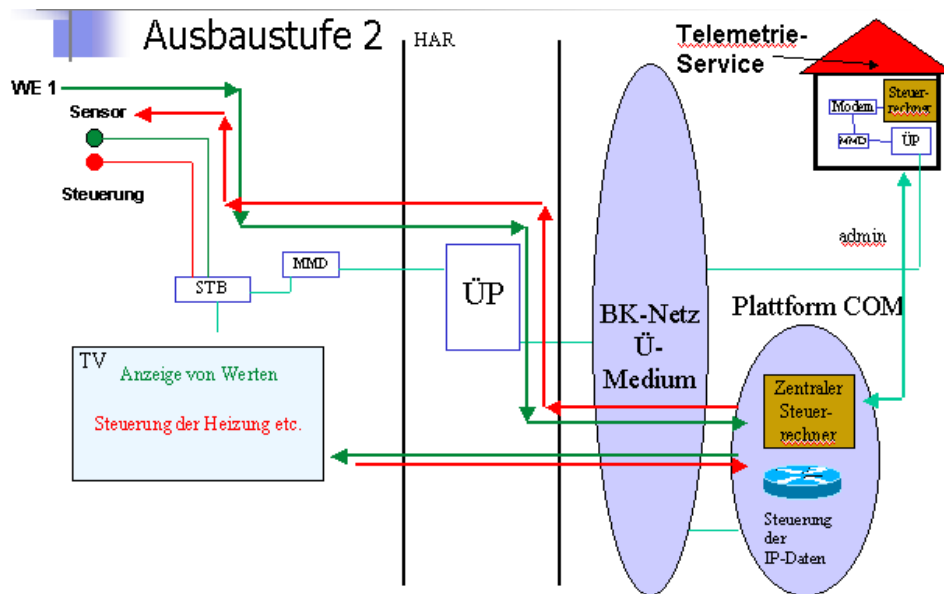 Ausbaustufe 2
HAR
Telemetrie-
Service
WE 1
Sensor
Steuerung
Steuer-
rechner
Modem
MMD
ÜP
admin
STB
MMD
ÜP
BK-Netz
Ü-
Medium
Plattform COM
TV
Anzeige von Werten
Steuerung der Heizung etc.
Zentraler
Steuer-
rechner
Steuerung
der
IP-Daten